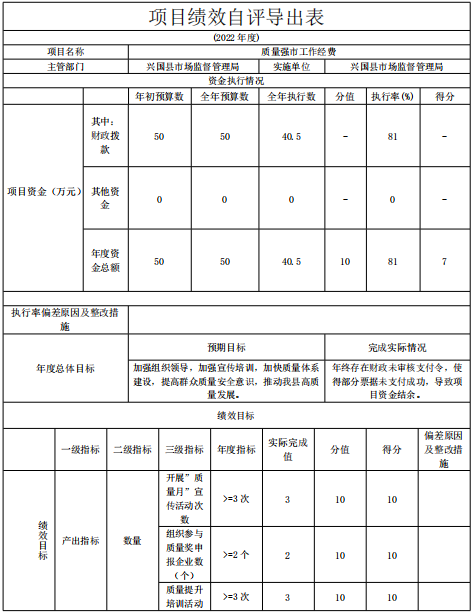 项目绩效自评导出表
(2022 年度)
项目名称 质量强市工作经费
主管部门 兴国县市场监督管理局 实施单位 兴国县市场监督管理局
资金执行情况
年初预算数 全年预算数 全年执行数 分值 执行率(%) 得分
项目资金（万元）
其中：
财政拨
款
50 50 40.5 - 81 -
其他资
金
0 0 0 - 0 -
年度资
金总额
50 50 40.5 10 81 7
执行率偏差原因及整改措
施
年度总体目标
预期目标 完成实际情况
加强组织领导，加强宣传培训，加快质量体系
建设，提高群众质量安全意识，推动我县高质
量发展。
年终存在财政未审核支付令，使
得部分票据未支付成功，导致项
目资金结余。
绩效目标
绩效目标
一级指标 二级指标 三级指标 年度指标
实际完成
值
分值 得分
偏差原因
及整改措
施
产出指标 数量
开展”质
量月”宣
传活动次
数
>=3 次 3 10 10
组织参与
质量奖申
报企业数
（个）
>=2 个 2 10 10
质量提升
培训活动
>=3 次 3 10 10